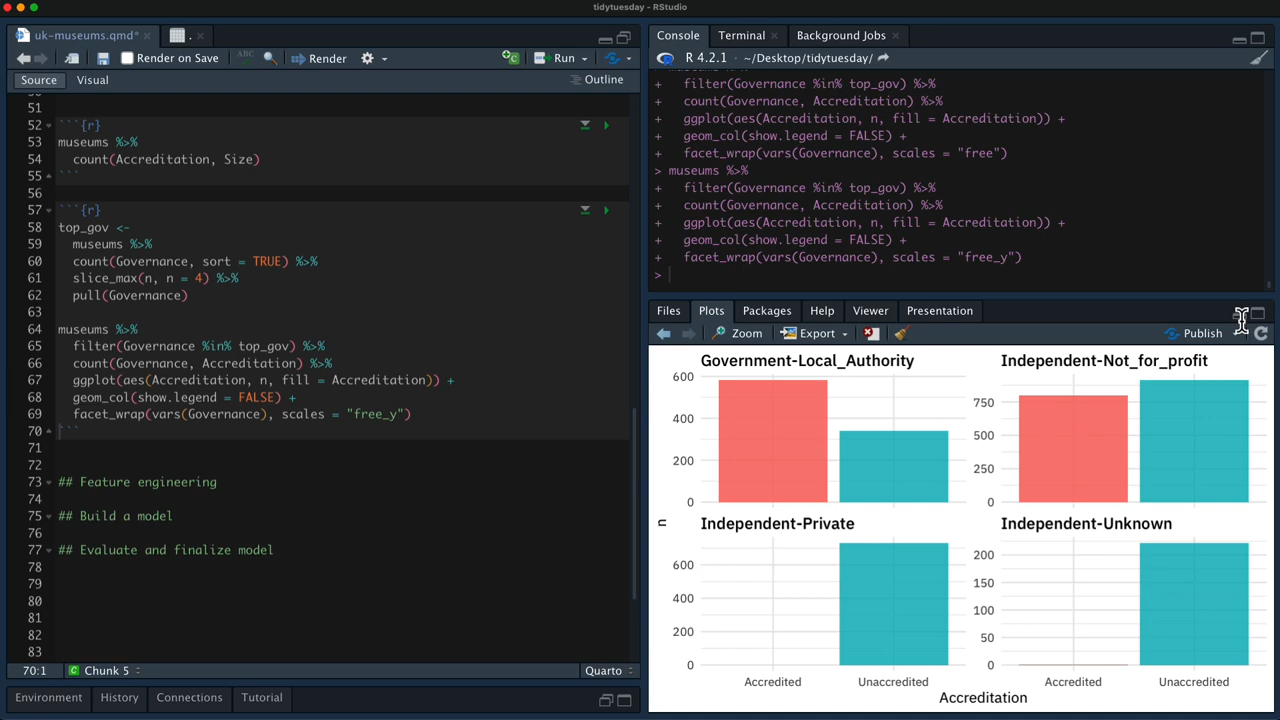 tidytuesday - RStudio
uk-museums.qmd*
.
Render on Save
ABC
Render
Run
Source
Visual
Outline
51
52 ```{r}
53 museums %>%
54 count(Accreditation, Size)
55 ```
56
57 ```{r}
58 top_gov <-
59 museums %>%
60 count(Governance, sort = TRUE) %>%
61 slice_max(n, n = 4) %>%
62 pull(Governance)
63
64 museums %>%
65 filter(Governance %in% top_gov) %>%
66 count(Governance, Accreditation) %>%
67 ggplot(aes(Accreditation, n, fill = Accreditation)) +
68 geom_col(show.legend = FALSE) +
69 facet_wrap(vars(Governance), scales = "free_y")
70 ```
71
72
73 ## Feature engineering
74
75 ## Build a model
76
77 ## Evaluate and finalize model
78
79
80
81
82
83
70:1
Chunk 5
Quarto
Environment
History
Connections
Tutorial
Console
Terminal
Background Jobs
R 4.2.1 · ~/Desktop/tidytuesday/
+ filter(Governance %in% top_gov) %>%
+ count(Governance, Accreditation) %>%
+ ggplot(aes(Accreditation, n, fill = Accreditation)) +
+ geom_col(show.legend = FALSE) +
+ facet_wrap(vars(Governance), scales = "free")
> museums %>%
+ filter(Governance %in% top_gov) %>%
+ count(Governance, Accreditation) %>%
+ ggplot(aes(Accreditation, n, fill = Accreditation)) +
+ geom_col(show.legend = FALSE) +
+ facet_wrap(vars(Governance), scales = "free_y")
>
Files
Plots
Packages
Help
Viewer
Presentation
Zoom
Export
Publish
Government-Local_Authority
600
400
200
0
Independent-Not_for_profit
750
500
250
0
n
Independent-Private
600
400
200
0
Independent-Unknown
200
150
100
50
0
Accredited
Unaccredited
Accredited
Unaccredited
Accreditation